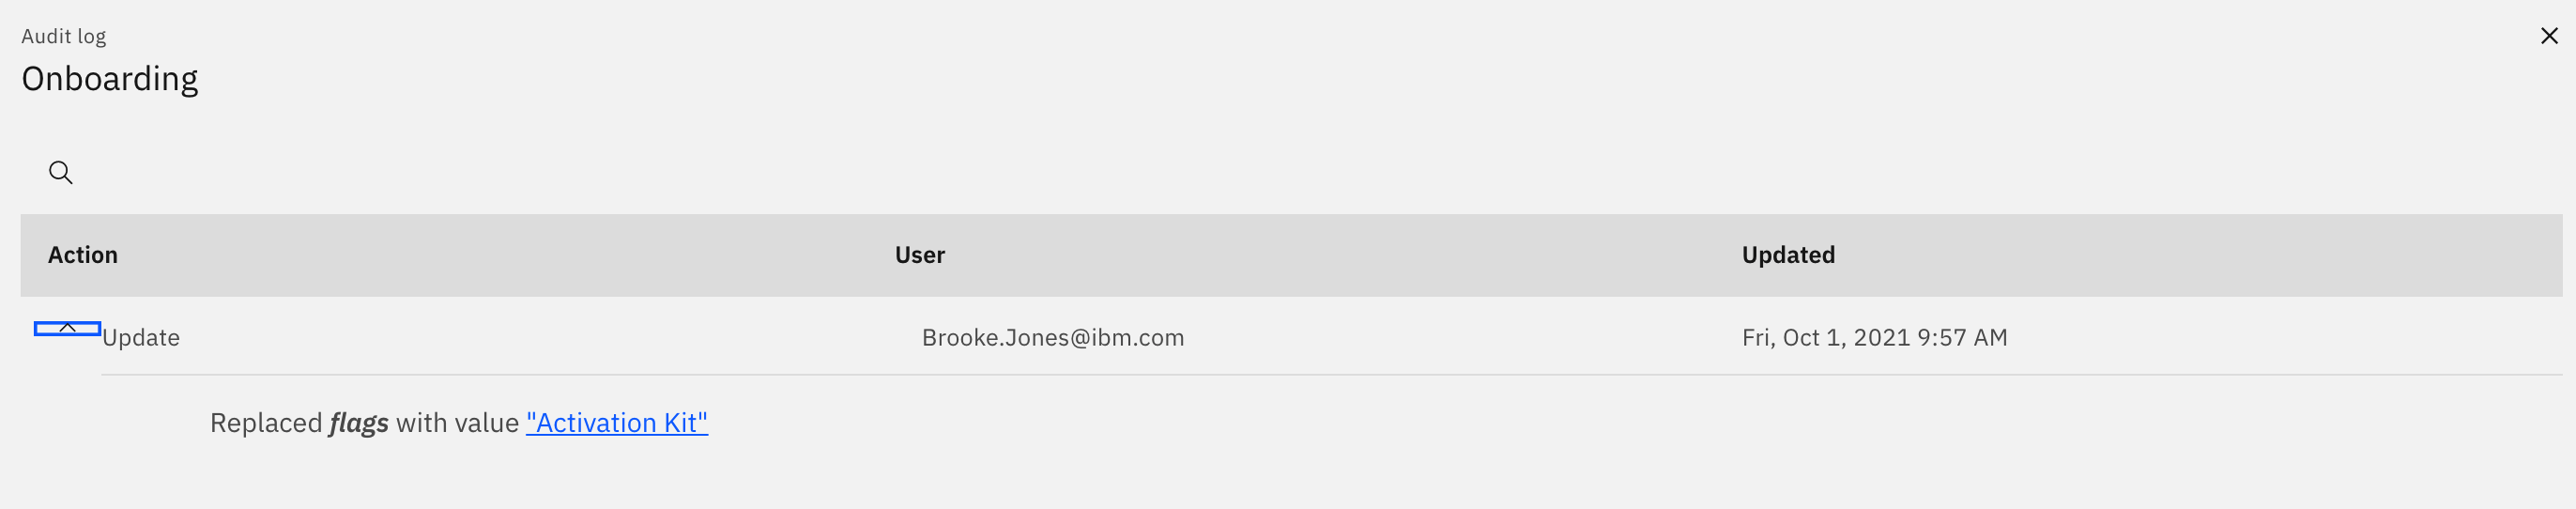 Audit log
Onboarding
Action User Updated
Update Brooke.Jones@ibm.com Fri, Oct 1, 2021 9:57 AM
Replaced flags with value "Activation Kit"